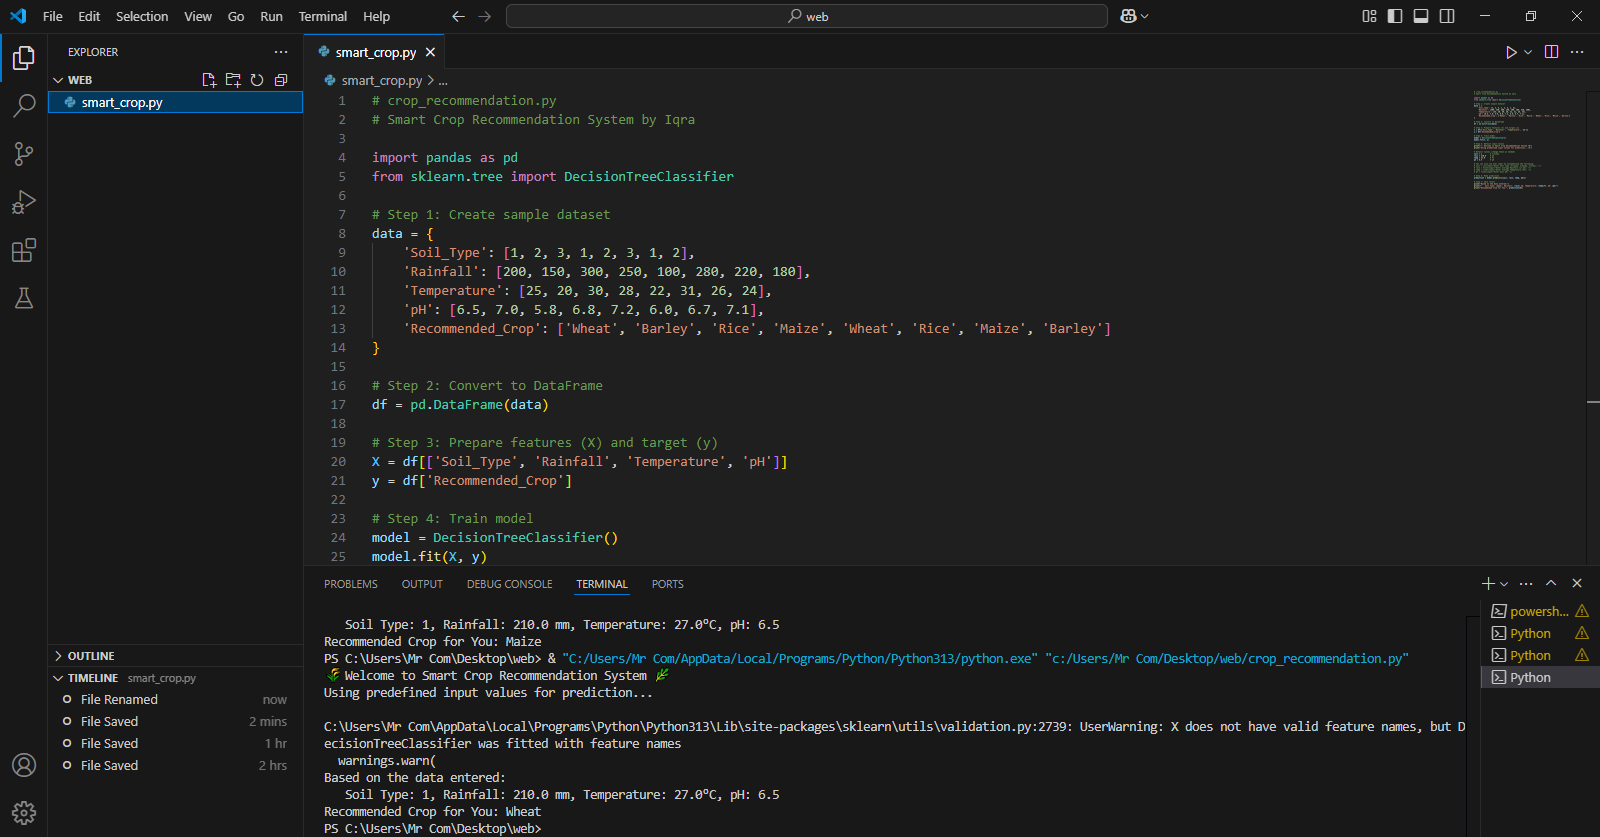 File Edit Selection View Go Run Terminal Help
web
EXPLORER
WEB
smart_crop.py
OUTLINE
TIMELINE smart_crop.py
File Renamed now
File Saved 2 mins
File Saved 1 hr
File Saved 2 hrs
smart_crop.py
smart_crop.py > ...
1 # crop_recommendation.py
2 # Smart Crop Recommendation System by Iqra
3
4 import pandas as pd
5 from sklearn.tree import DecisionTreeClassifier
6
7 # Step 1: Create sample dataset
8 data = {
9 'Soil_Type': [1, 2, 3, 1, 2, 3, 1, 2],
10 'Rainfall': [200, 150, 300, 250, 100, 280, 220, 180],
11 'Temperature': [25, 20, 30, 28, 22, 31, 26, 24],
12 'pH': [6.5, 7.0, 5.8, 6.8, 7.2, 6.0, 6.7, 7.1],
13 'Recommended_Crop': ['Wheat', 'Barley', 'Rice', 'Maize', 'Wheat', 'Rice', 'Maize', 'Barley']
14 }
15
16 # Step 2: Convert to DataFrame
17 df = pd.DataFrame(data)
18
19 # Step 3: Prepare features (X) and target (y)
20 X = df[['Soil_Type', 'Rainfall', 'Temperature', 'pH']]
21 y = df['Recommended_Crop']
22
23 # Step 4: Train model
24 model = DecisionTreeClassifier()
25 model.fit(X, y)
PROBLEMS OUTPUT DEBUG CONSOLE TERMINAL PORTS
Soil Type: 1, Rainfall: 210.0 mm, Temperature: 27.0°C, pH: 6.5
Recommended Crop for You: Maize
PS C:\Users\Mr Com\Desktop\web> & "C:/Users/Mr Com/AppData/Local/Programs/Python/Python313/python.exe" "c:/Users/Mr Com/Desktop/web/crop_recommendation.py"
🌾 Welcome to Smart Crop Recommendation System 🌿
Using predefined input values for prediction...
C:\Users\Mr Com\AppData\Local\Programs\Python\Python313\Lib\site-packages\sklearn\utils\validation.py:2739: UserWarning: X does not have valid feature names, but D
ecisionTreeClassifier was fitted with feature names
warnings.warn(
Based on the data entered:
Soil Type: 1, Rainfall: 210.0 mm, Temperature: 27.0°C, pH: 6.5
Recommended Crop for You: Wheat
PS C:\Users\Mr Com\Desktop\web>
powersh...
Python
Python
Python